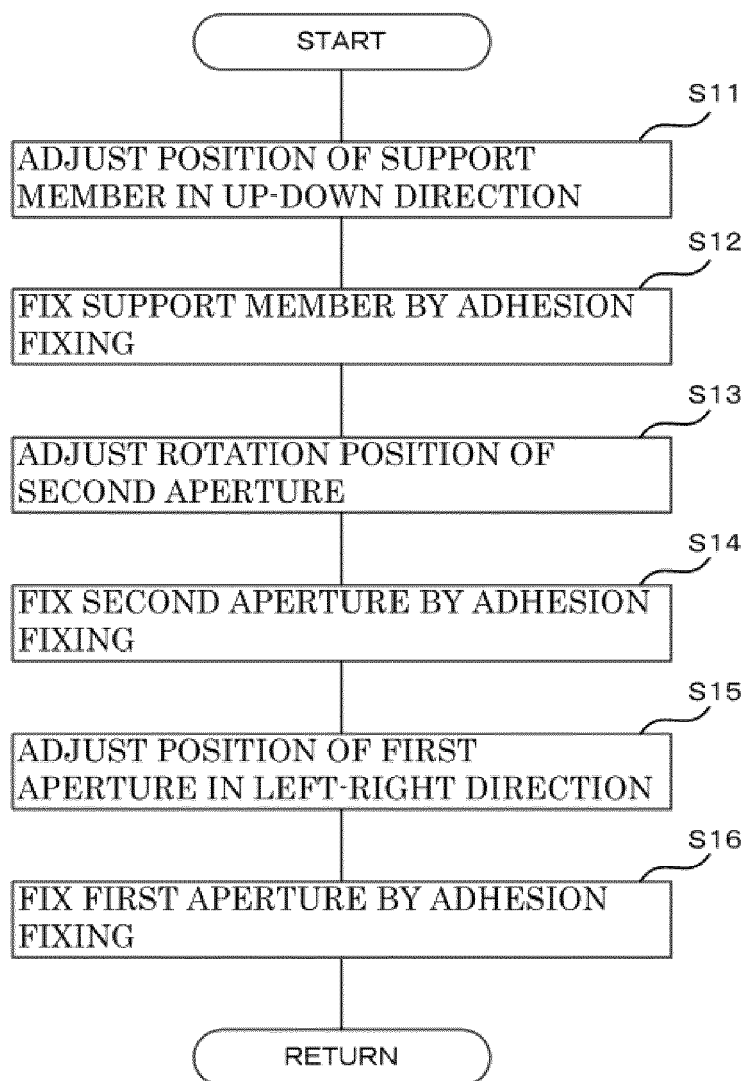 START
S11
ADJUST POSITION OF SUPPORT
MEMBER IN UP-DOWN DIRECTION
S12
FIX SUPPORT MEMBER BY ADHESION
FIXING
S13
ADJUST ROTATION POSITION OF
SECOND APERTURE
S14
FIX SECOND APERTURE BY ADHESION
FIXING
S15
ADJUST POSITION OF FIRST
APERTURE IN LEFT-RIGHT DIRECTION
S16
FIX FIRST APERTURE BY ADHESION
FIXING
RETURN